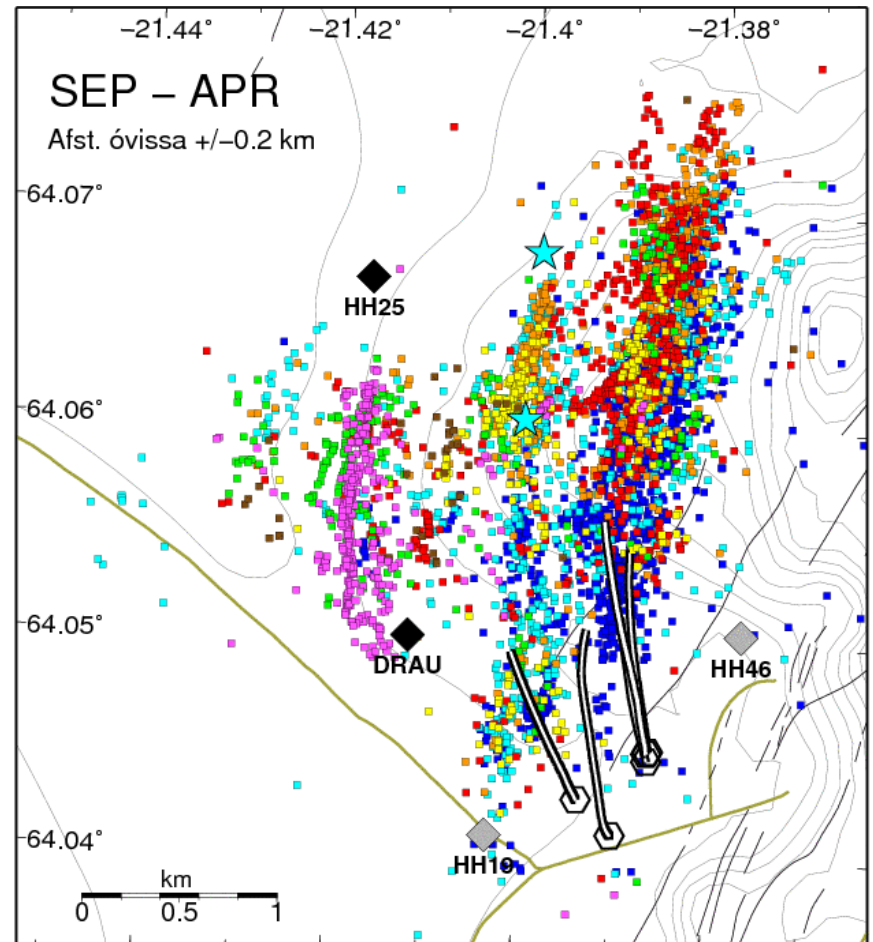 −21.44° −21.42° −21.4° −21.38°
SEP − APR
Afst. óvissa +/−0.2 km
64.07°
HH25
64.06°
64.05°
DRAU
HH46
64.04°
HH19
km
0 0.5 1